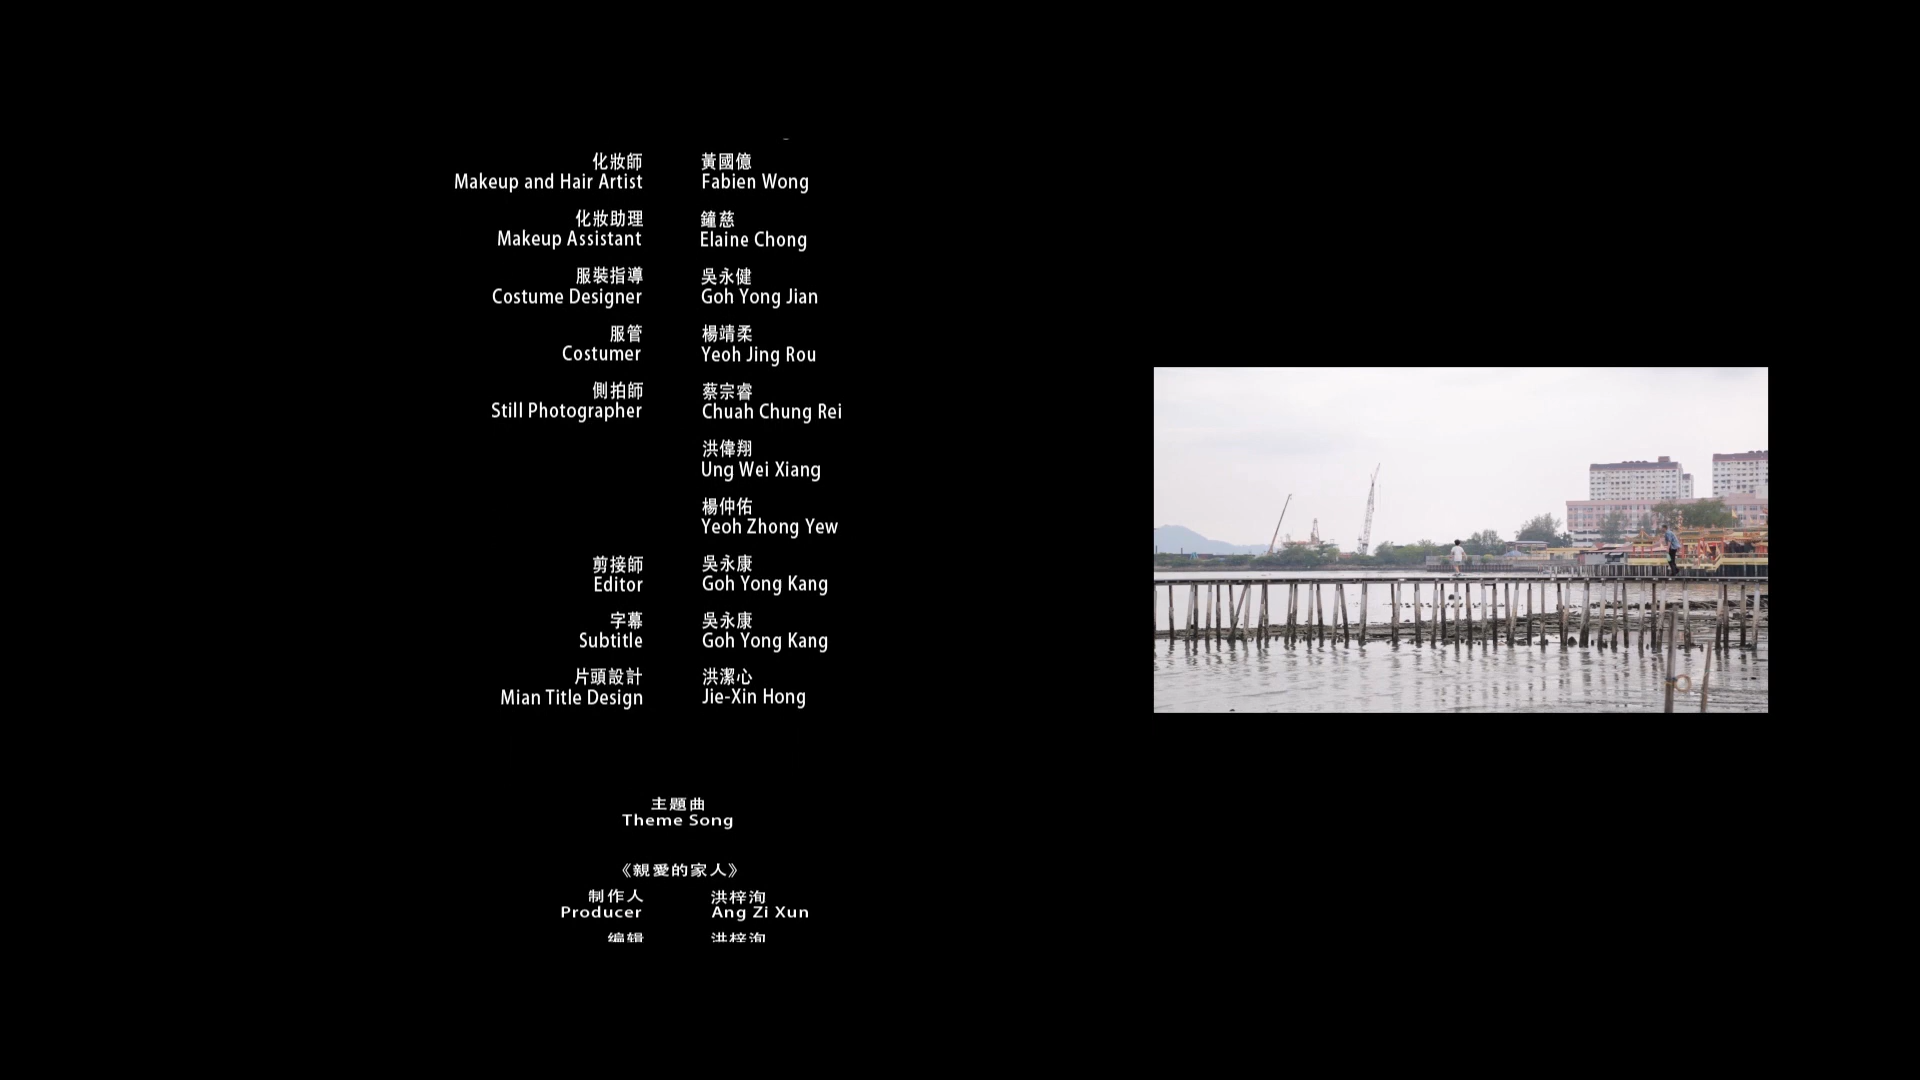 化妝師 黃國億
Makeup and Hair Artist Fabien Wong
化妝助理 鐘慈
Makeup Assistant Elaine Chong
服裝指導 吳永健
Costume Designer Goh Yong Jian
服管 楊靖柔
Costumer Yeoh Jing Rou
側拍師 蔡宗睿
Still Photographer Chuah Chung Rei
洪偉翔
Ung Wei Xiang
楊仲佑
Yeoh Zhong Yew
剪接師 吳永康
Editor Goh Yong Kang
字幕 吳永康
Subtitle Goh Yong Kang
片頭設計 洪潔心
Mian Title Design Jie-Xin Hong
主題曲
Theme Song
《親愛的家人》
制作人 洪梓洵
Producer Ang Zi Xun
编辑 洪梓洵